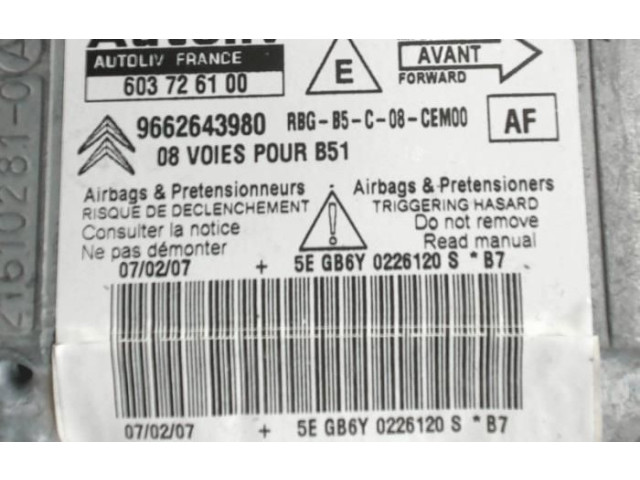 Autoliv
AUTOLIV FRANCE
603 72 61 00
E
AVANT
FORWARD
9662643980 RBG-B5-C-08-CEM00 AF
08 VOIES POUR B51
Airbags & Pretensionneurs
RISQUE DE DECLENCHEMENT
Consulter la notice
Ne pas démonter
Airbags & Pretensioners
TRIGGERING HASARD
Do not remove
Read manual
07/02/07 + 5E GB6Y 0226120 S * B7
07/02/07 + 5E GB6Y 0226120 S * B7